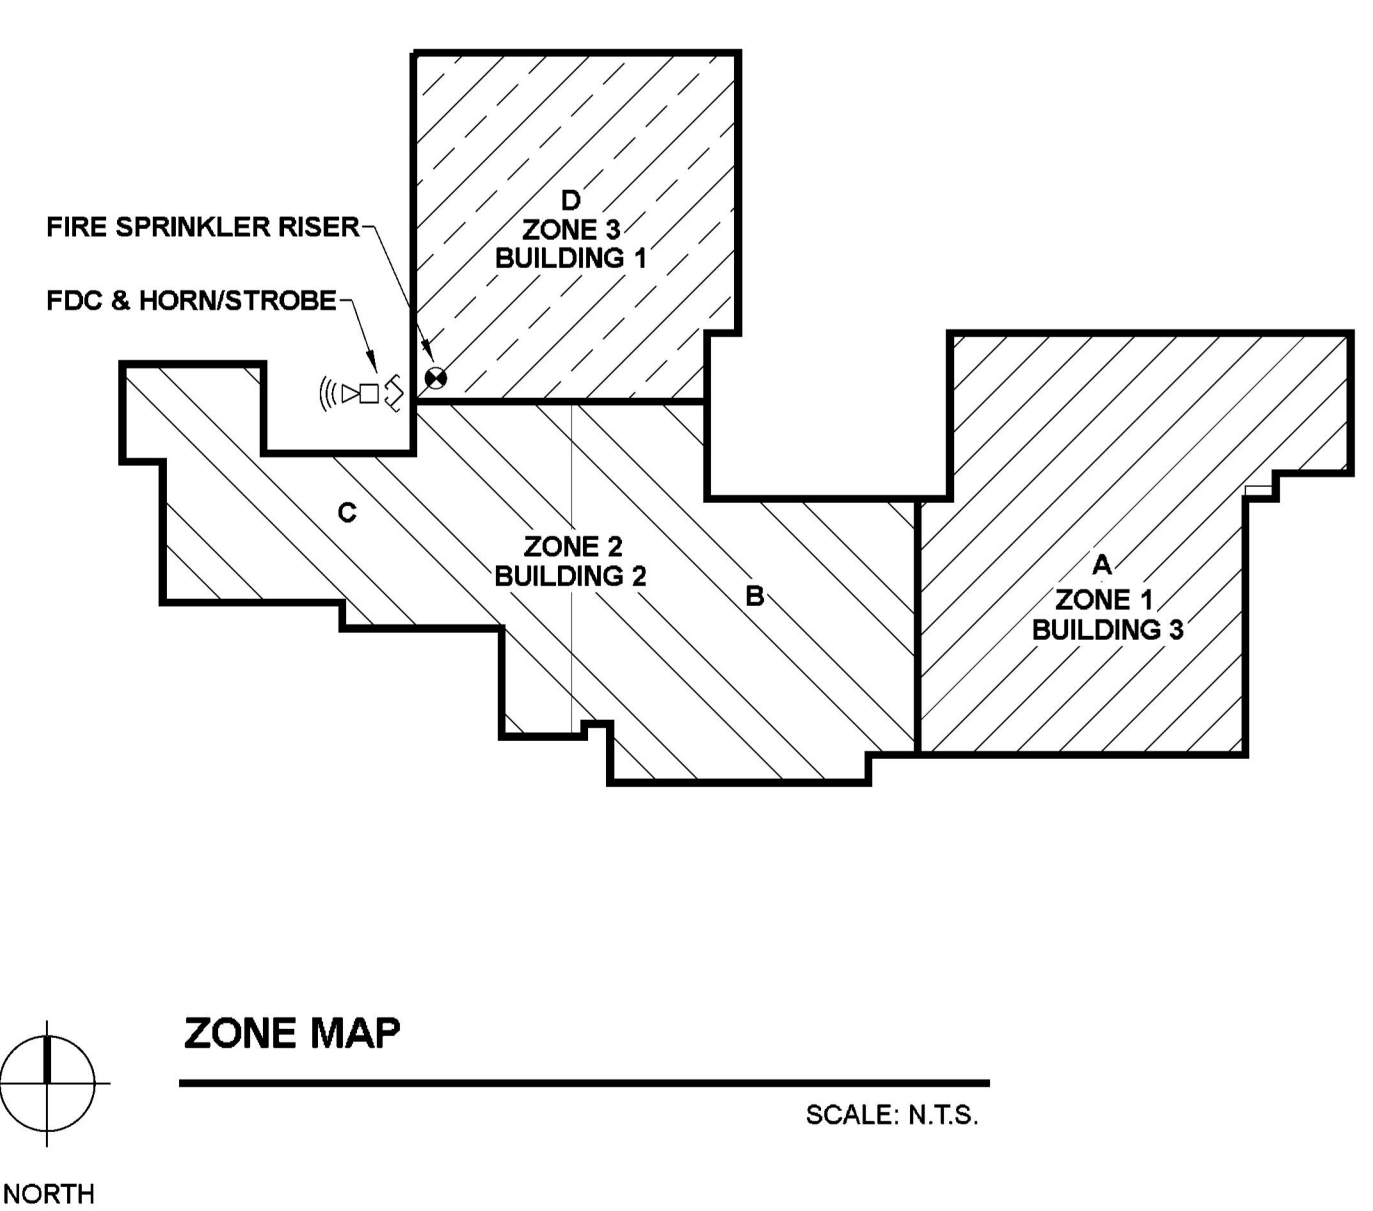 D
ZONE 3
BUILDING 1
FIRE SPRINKLER RISER
FDC & HORN/STROBE
C
ZONE 2
BUILDING 2
B
A
ZONE 1
BUILDING 3
ZONE MAP
SCALE: N.T.S.
NORTH